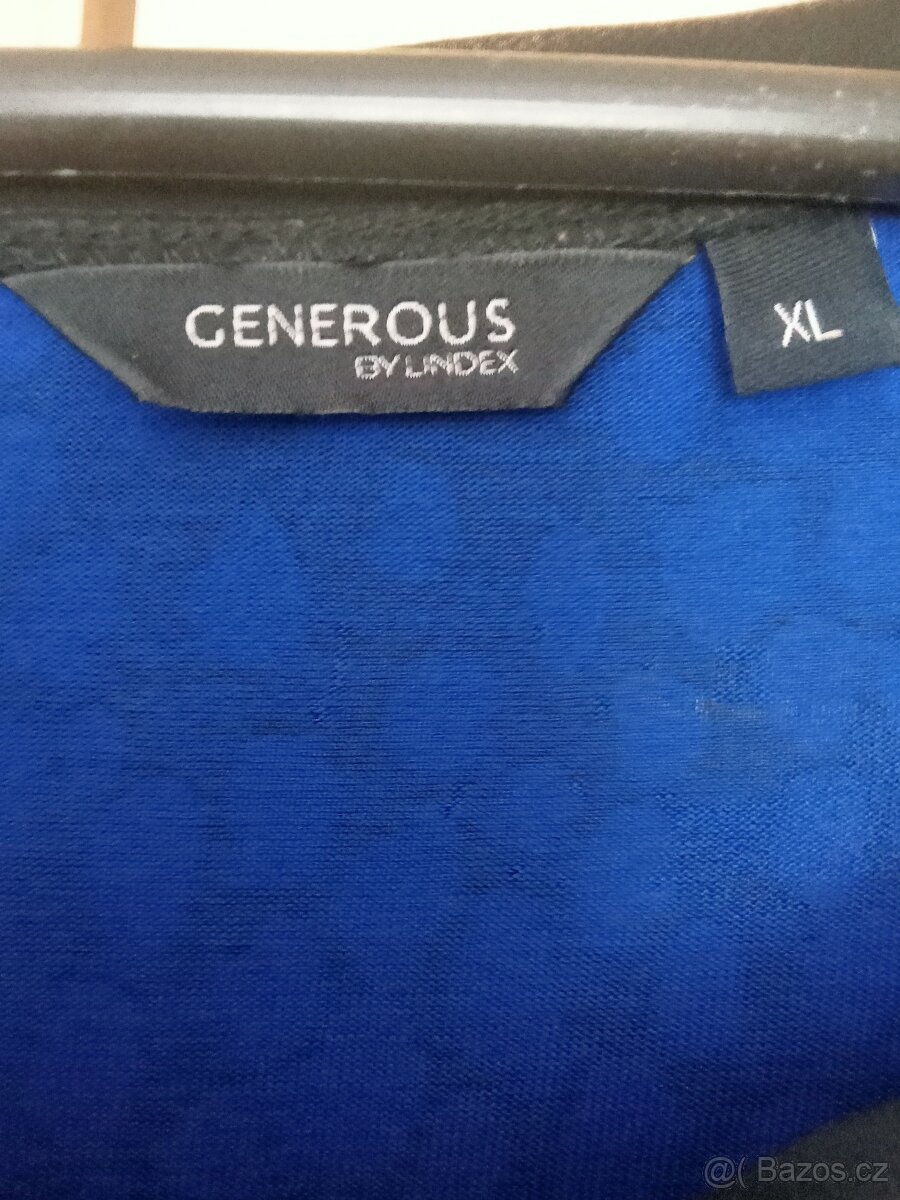 GENEROUS
BY LINDEX
XL
@( Bazos.cz